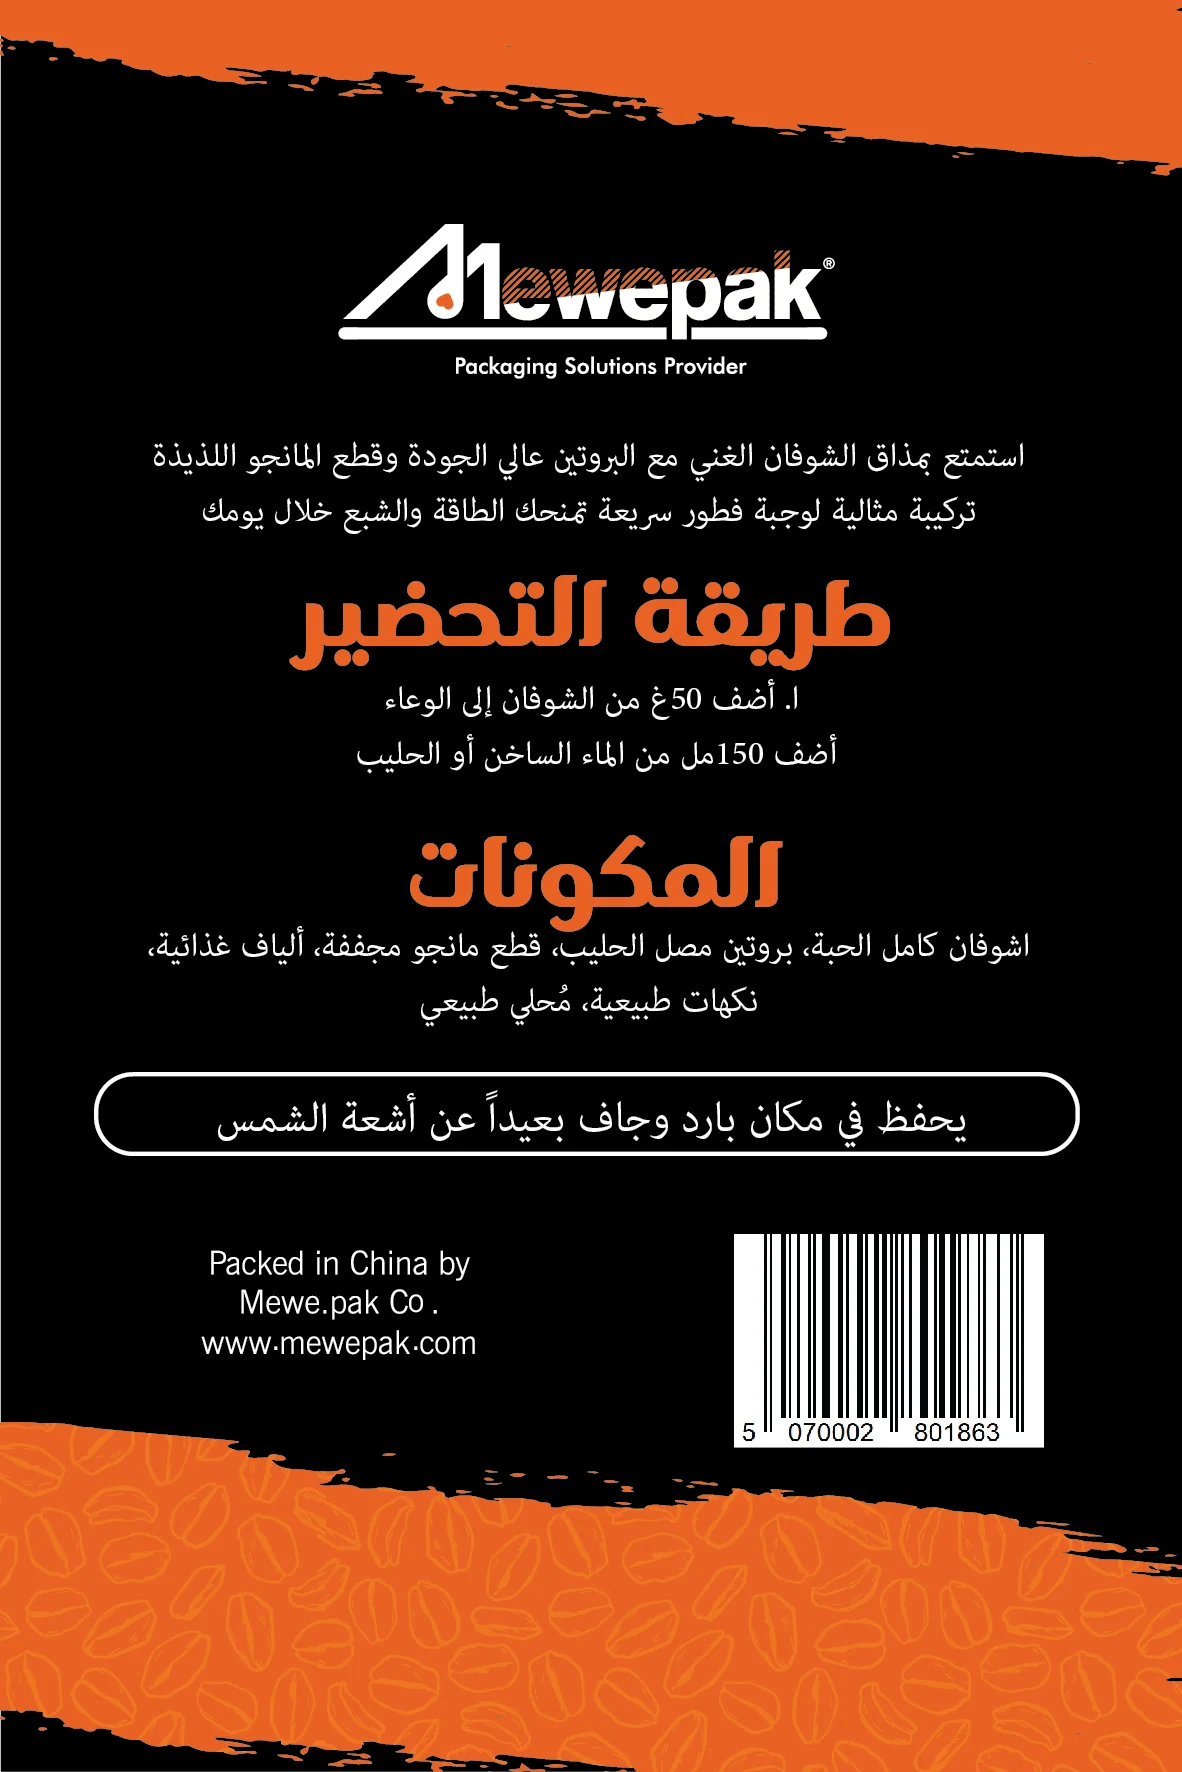 Mewepak®
Packaging Solutions Provider
استمتع بمذاق الشوفان الغني مع البروتين عالي الجودة وقطع المانجو اللذيذة
تركيبة مثالية لوجبة فطور سريعة تمنحك الطاقة والشبع خلال يومك
طريقة التحضير
ا. أضف 50غ من الشوفان إلى الوعاء
أضف 150مل من الماء الساخن أو الحليب
المكونات
اشوفان كامل الحبة، بروتين مصل الحليب، قطع مانجو مجففة، ألياف غذائية،
نكهات طبيعية، مُحلي طبيعي
يحفظ في مكان بارد وجاف بعيداً عن أشعة الشمس
Packed in China by
Mewe.pak Co .
www.mewepak.com
5 070002 801863